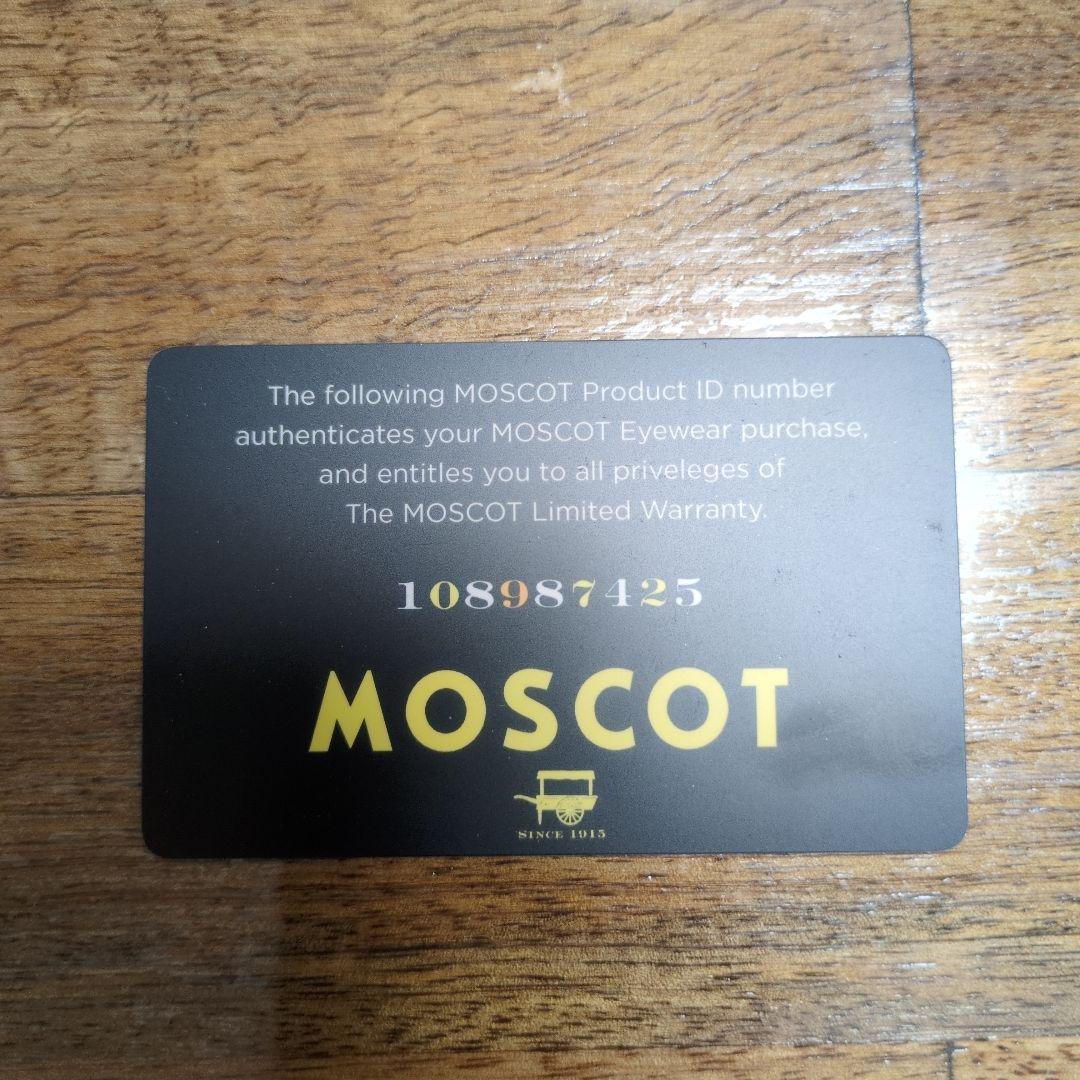 The following MOSCOT Product ID number
authenticates your MOSCOT Eyewear purchase,
and entitles you to all priveleges of
The MOSCOT Limited Warranty.
108987425
MOSCOT
SINCE 1915